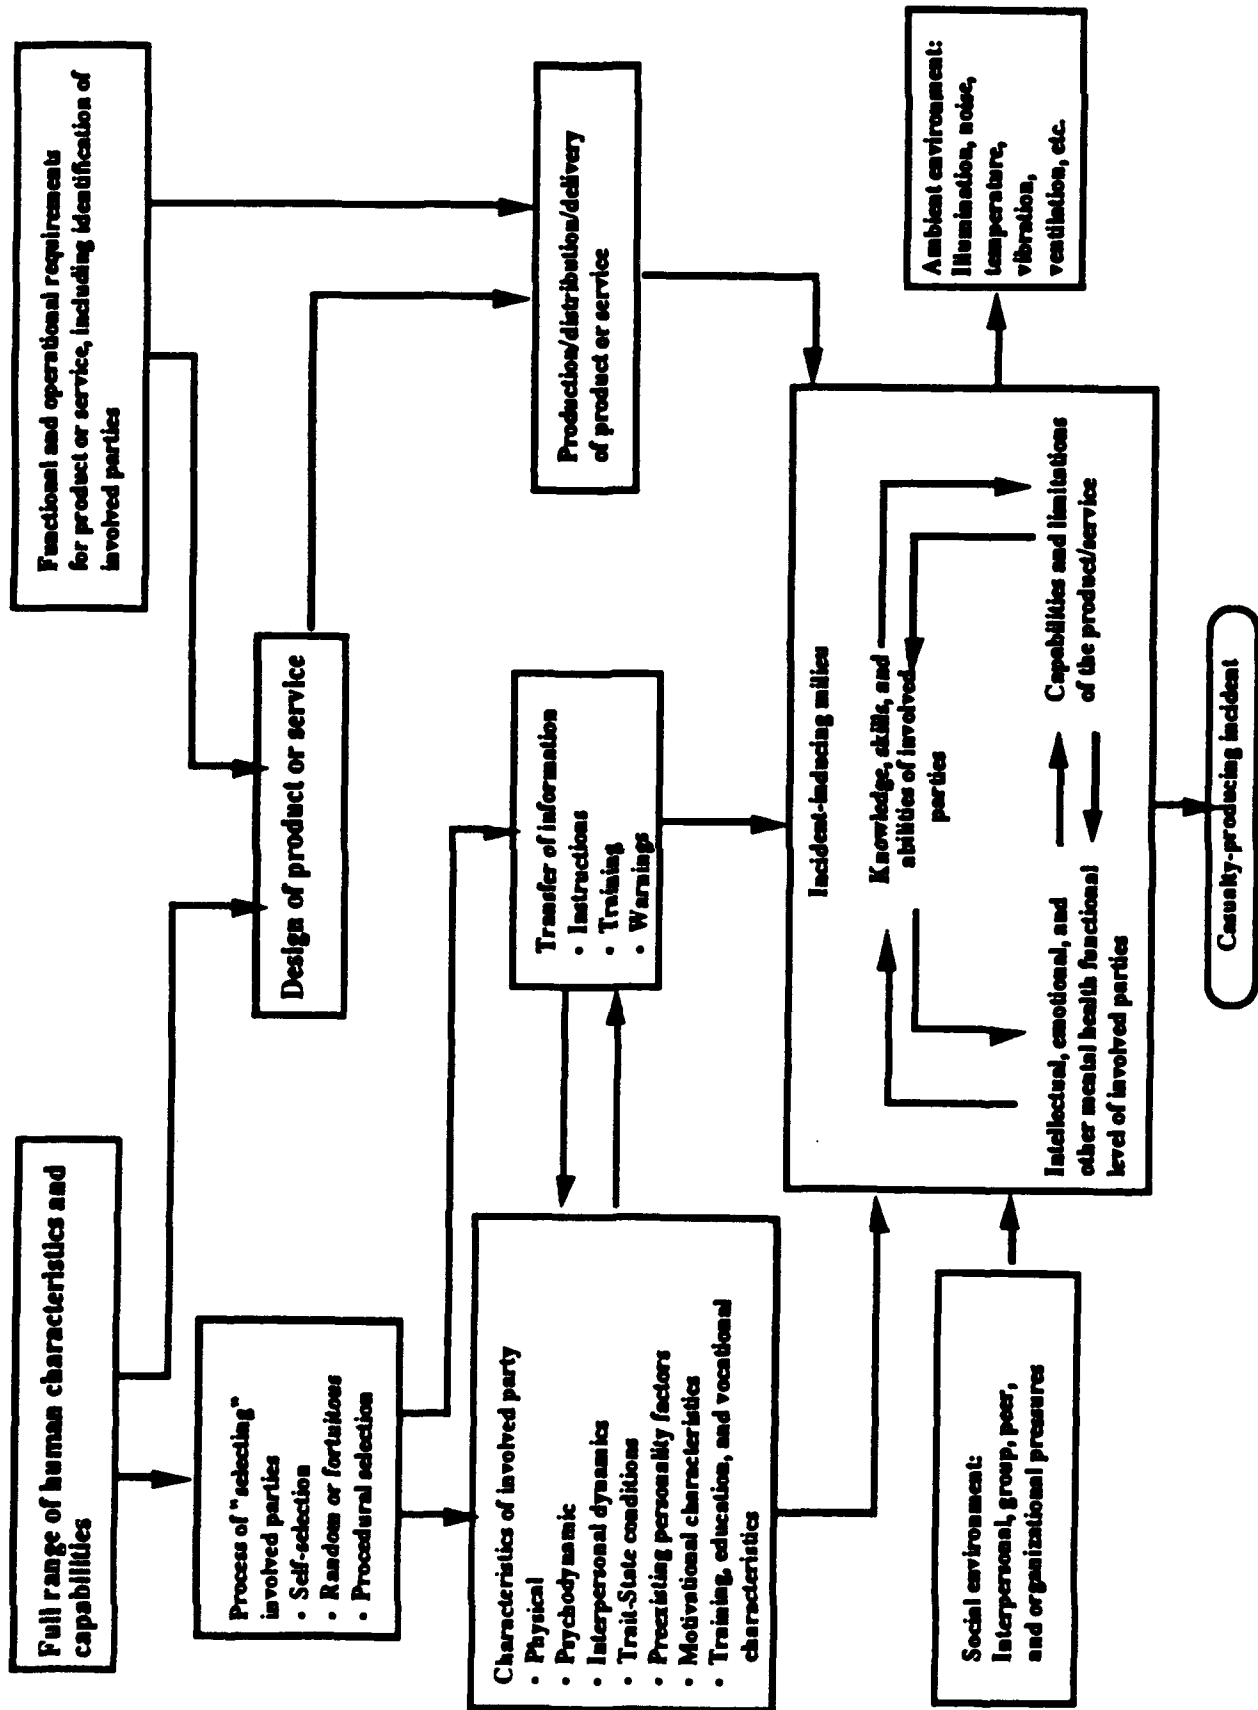 Full range of human characteristics and
capabilities
Functional and operational requirements
for product or service, including identification of
involved parties
Process of "selecting"
involved parties
• Self-selection
• Random or fortuitous
• Procedural selection
Design of product or service
Characteristics of involved party
• Physical
• Psychodynamic
• Interpersonal dynamics
• Trait-State conditions
• Preexisting personality factors
• Motivational characteristics
• Training, education, and vocational
characteristics
Transfer of information
• Instructions
• Training
• Warnings
Production/distribution/delivery
of product or service
Incident-inducing milieu
Knowledge, skills, and
abilities of involved
parties
Intellectual, emotional, and
other mental health functional
level of involved parties
Capabilities and limitations
of the product/service
Social environment:
Interpersonal, group, peer,
and organizational presures
Ambient environment:
Illumination, noise,
temperature,
vibration,
ventilation, etc.
Casualty-producing incident